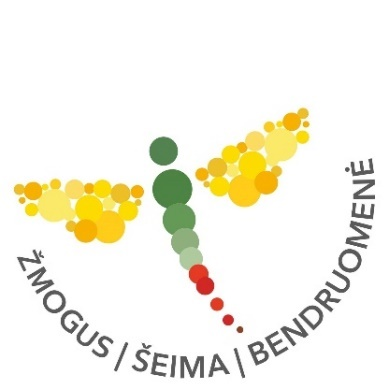 ŽMOGUS | ŠEIMA | BENDRUOMENĖ